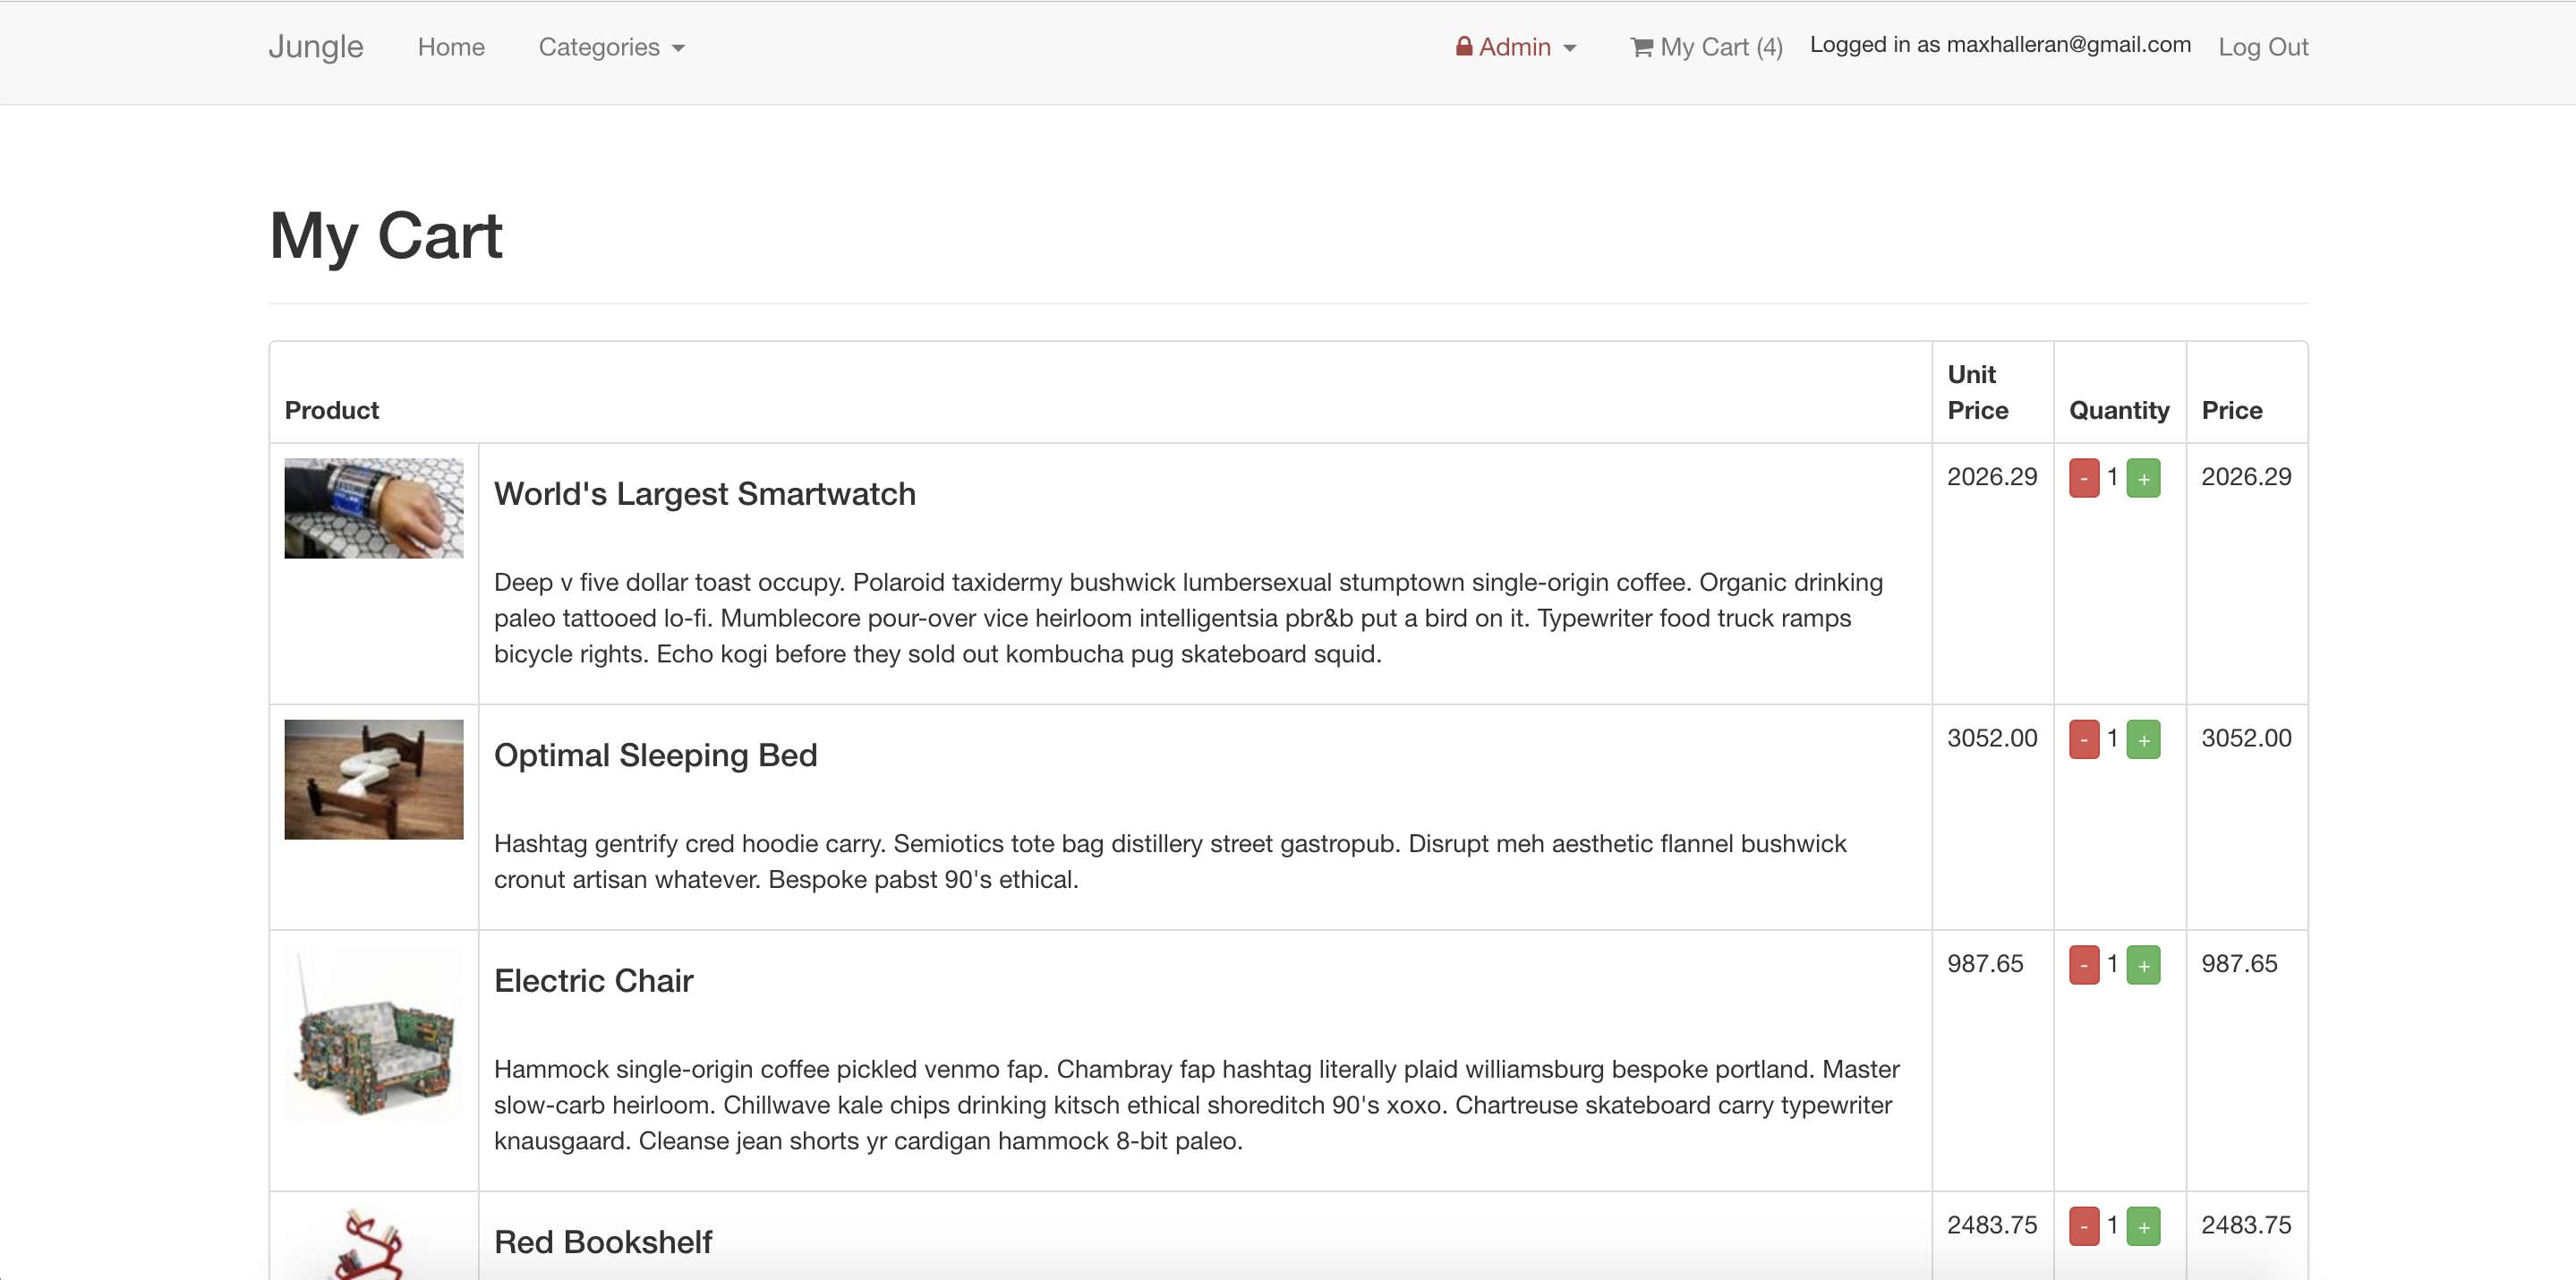 Jungle Home Categories Admin My Cart (4) Logged in as maxhalleran@gmail.com Log Out
My Cart
Product Unit Price Quantity Price
World's Largest Smartwatch 2026.29 - 1 + 2026.29
Deep v five dollar toast occupy. Polaroid taxidermy bushwick lumbersexual stumptown single-origin coffee. Organic drinking
paleo tattooed lo-fi. Mumblecore pour-over vice heirloom intelligentsia pbr&b put a bird on it. Typewriter food truck ramps
bicycle rights. Echo kogi before they sold out kombucha pug skateboard squid.
Optimal Sleeping Bed 3052.00 - 1 + 3052.00
Hashtag gentrify cred hoodie carry. Semiotics tote bag distillery street gastropub. Disrupt meh aesthetic flannel bushwick
cronut artisan whatever. Bespoke pabst 90's ethical.
Electric Chair 987.65 - 1 + 987.65
Hammock single-origin coffee pickled venmo fap. Chambray fap hashtag literally plaid williamsburg bespoke portland. Master
slow-carb heirloom. Chillwave kale chips drinking kitsch ethical shoreditch 90's xoxo. Chartreuse skateboard carry typewriter
knausgaard. Cleanse jean shorts yr cardigan hammock 8-bit paleo.
Red Bookshelf 2483.75 - 1 + 2483.75